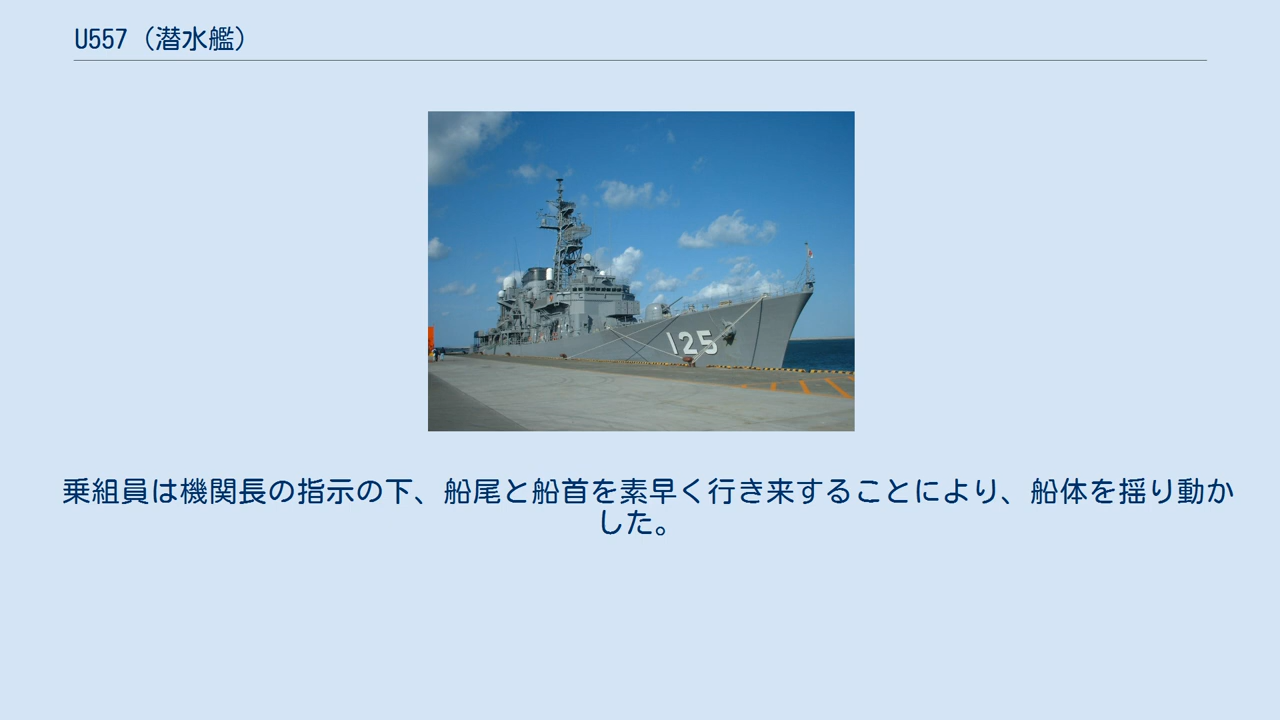 U557（潜水艦）
125
乗組員は機関長の指示の下、船尾と船首を素早く行き来することにより、船体を揺り動か
した。